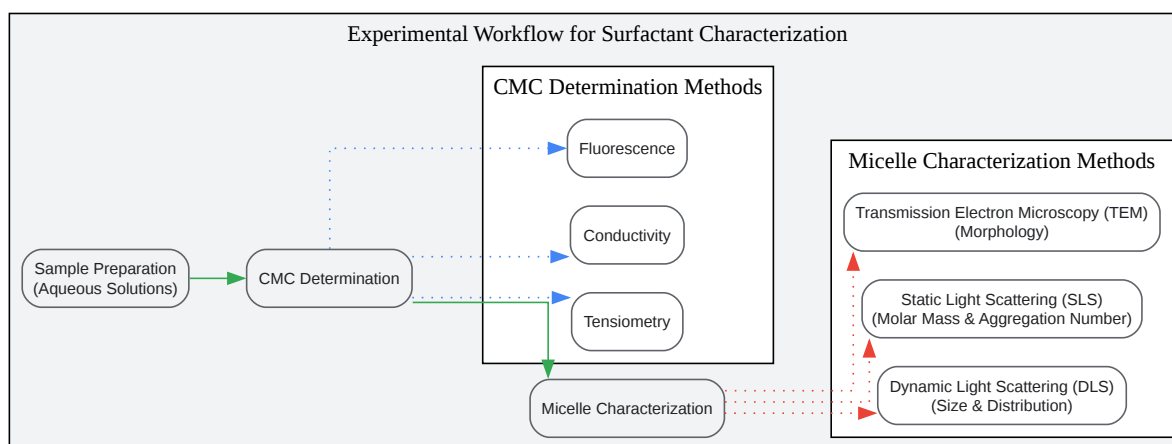 Experimental Workflow for Surfactant Characterization
CMC Determination Methods
Fluorescence
Conductivity
Tensiometry
Micelle Characterization Methods
Transmission Electron Microscopy (TEM)
(Morphology)
Static Light Scattering (SLS)
(Molar Mass & Aggregation Number)
Dynamic Light Scattering (DLS)
(Size & Distribution)
Sample Preparation
(Aqueous Solutions)
CMC Determination
Micelle Characterization